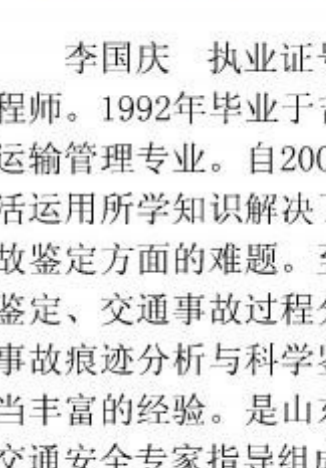 李国庆 执业证
程师。1992年毕业于
运输管理专业。自200
活运用所学知识解决
故鉴定方面的难题。
鉴定、交通事故过程
事故痕迹分析与科学
当丰富的经验。是山东
交通安全专家指导组